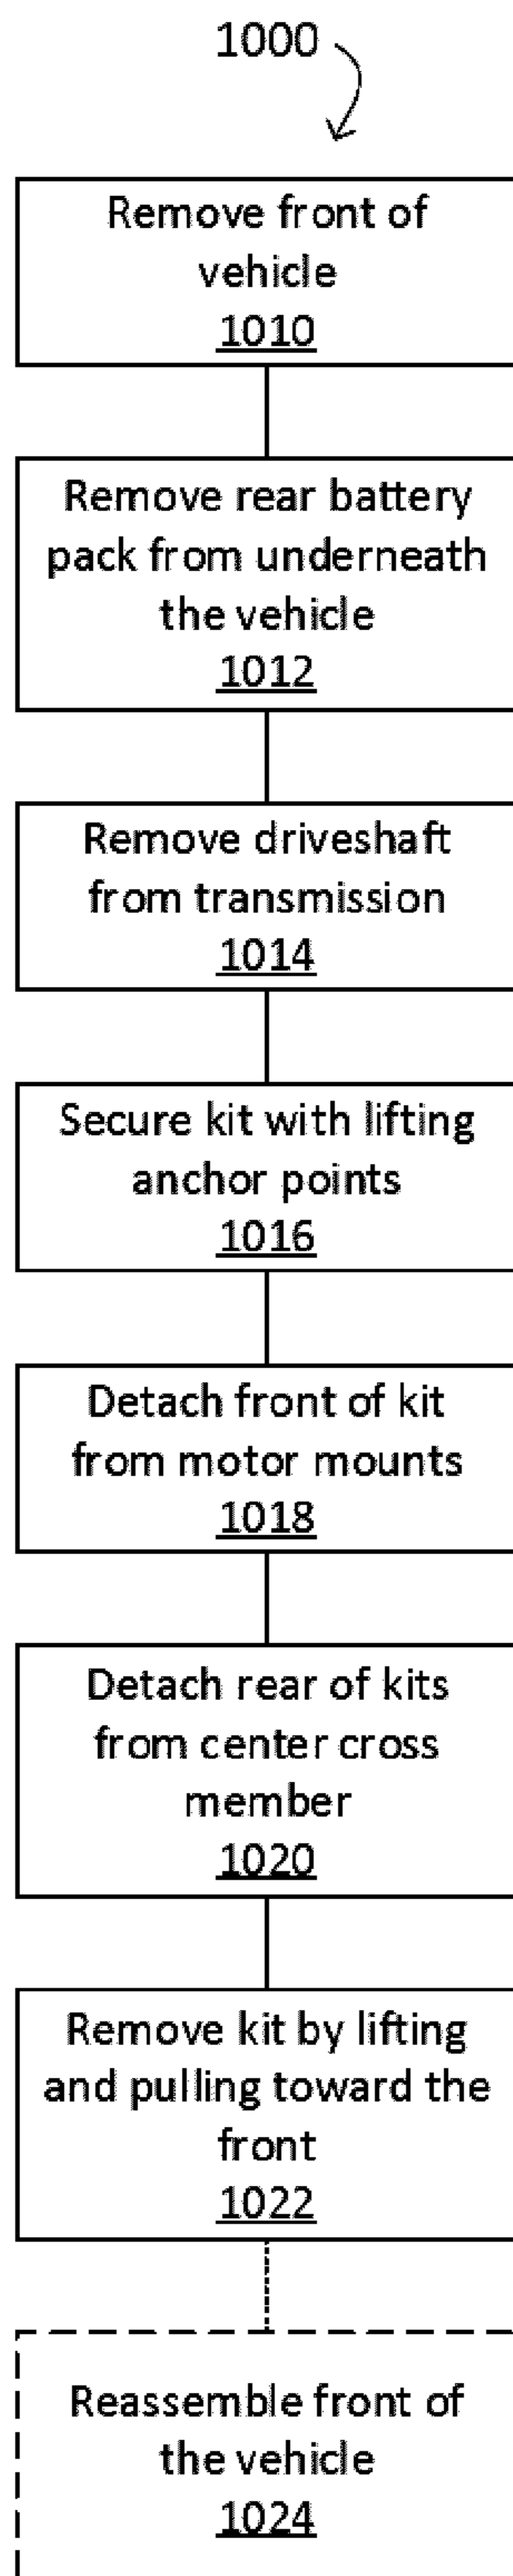 1000
Remove front of
vehicle
1010
Remove rear battery
pack from underneath
the vehicle
1012
Remove driveshaft
from transmission
1014
Secure kit with lifting
anchor points
1016
Detach front of kit
from motor mounts
1018
Detach rear of kits
from center cross
member
1020
Remove kit by lifting
and pulling toward the
front
1022
Reassemble front of
the vehicle
1024